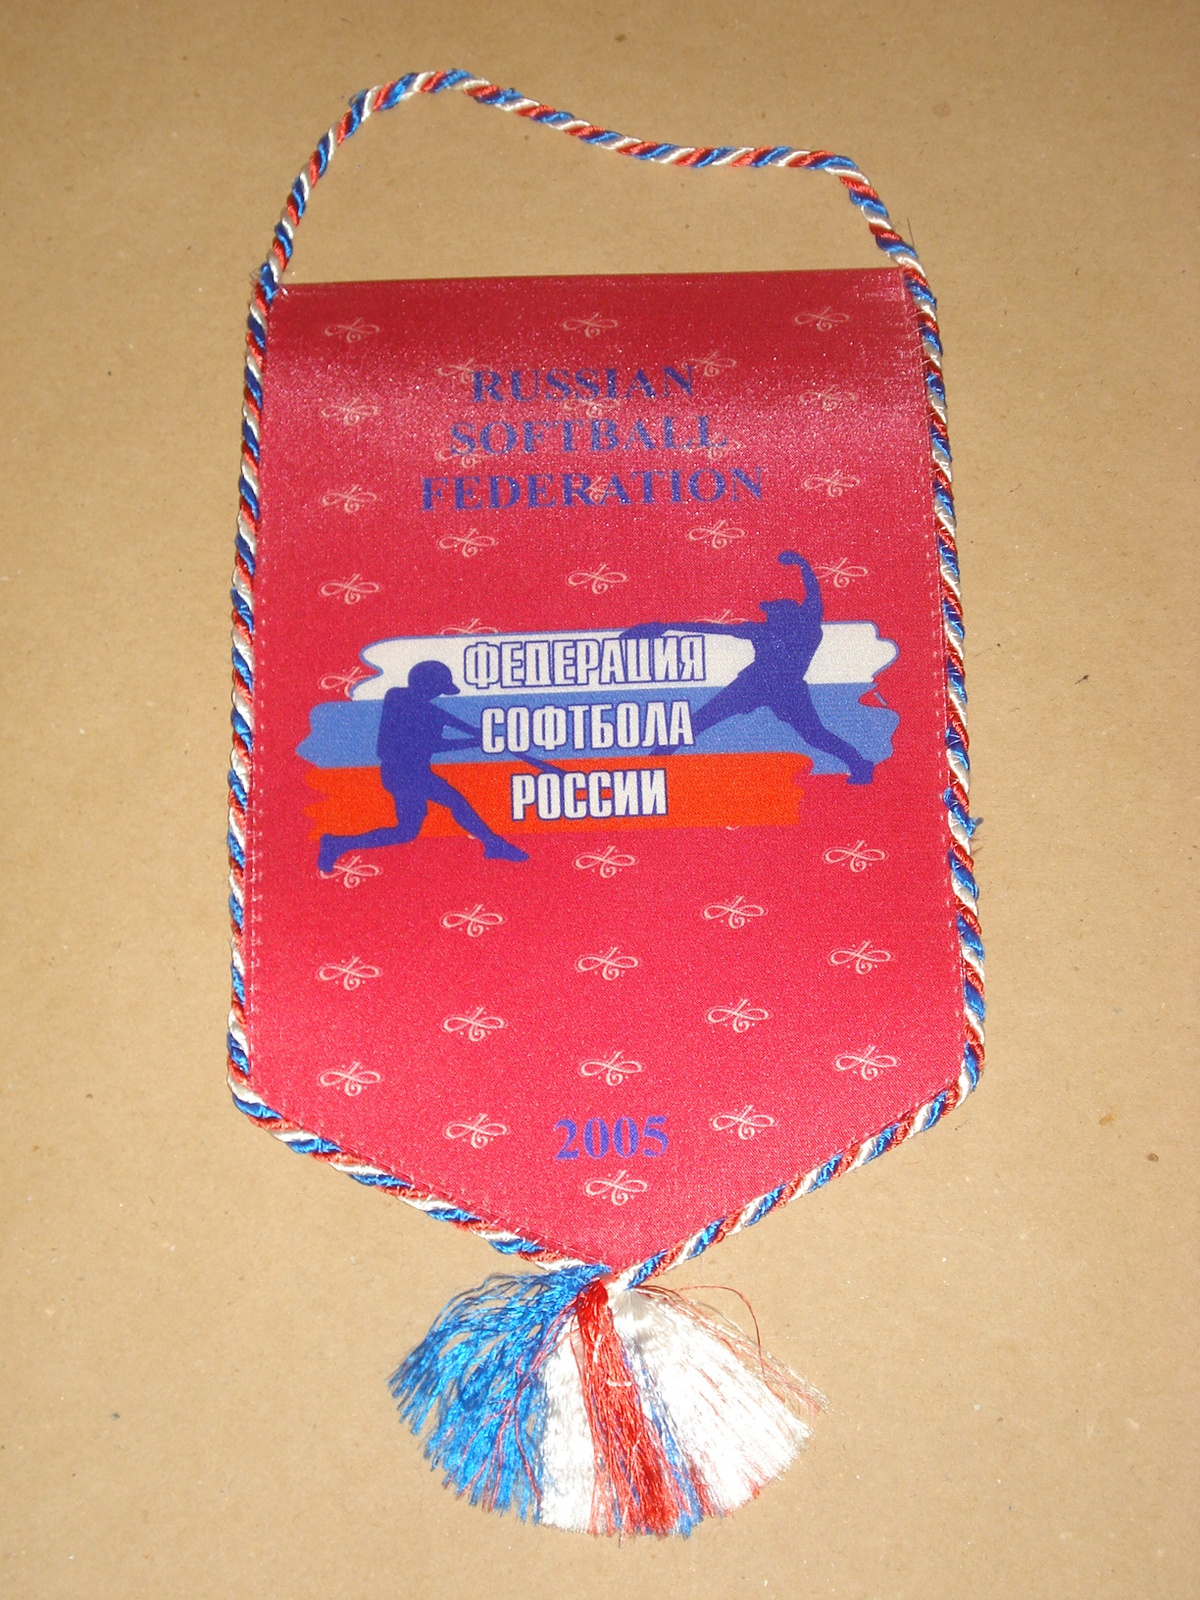 RUSSIAN
SOFTBALL
FEDERATION
ФЕДЕРАЦИЯ
СОФТБОЛА
РОССИИ
2005